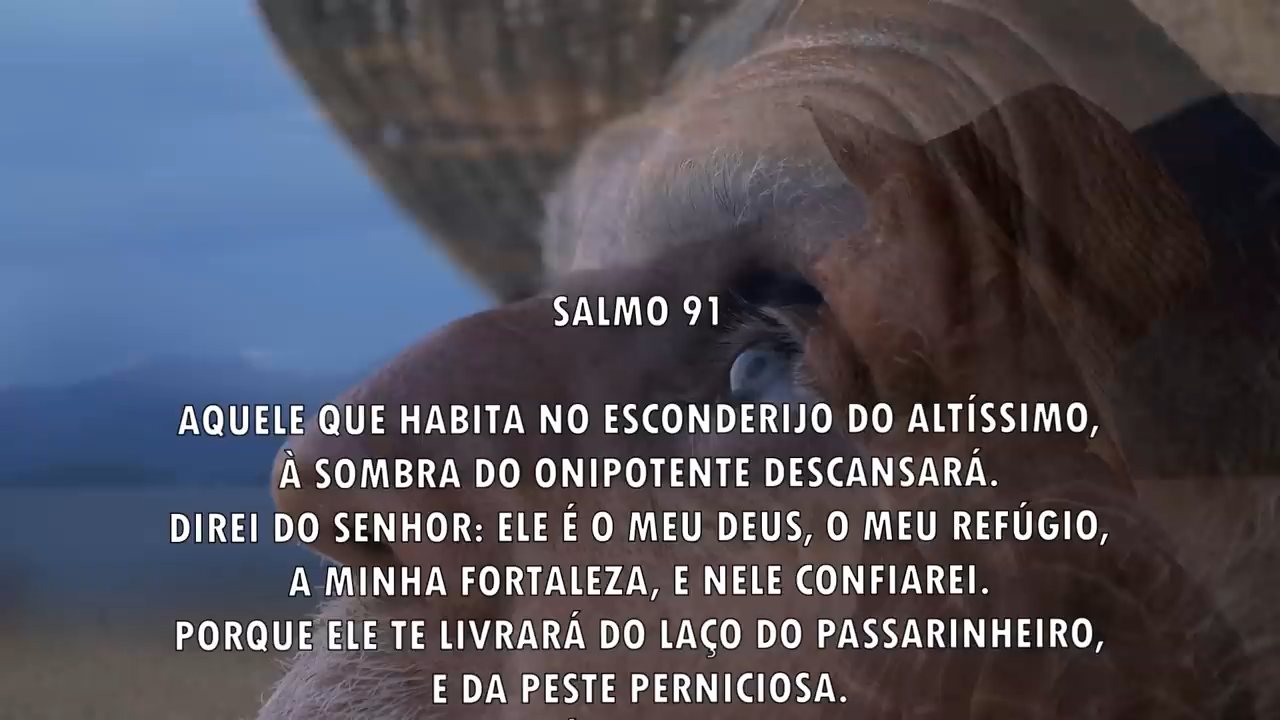 SALMO 91
AQUELE QUE HABITA NO ESCONDERIJO DO ALTÍSSIMO,
À SOMBRA DO ONIPOTENTE DESCANSARÁ.
DIREI DO SENHOR: ELE É O MEU DEUS, O MEU REFÚGIO,
A MINHA FORTALEZA, E NELE CONFIAREI.
PORQUE ELE TE LIVRARÁ DO LAÇO DO PASSARINHEIRO,
E DA PESTE PERNICIOSA.